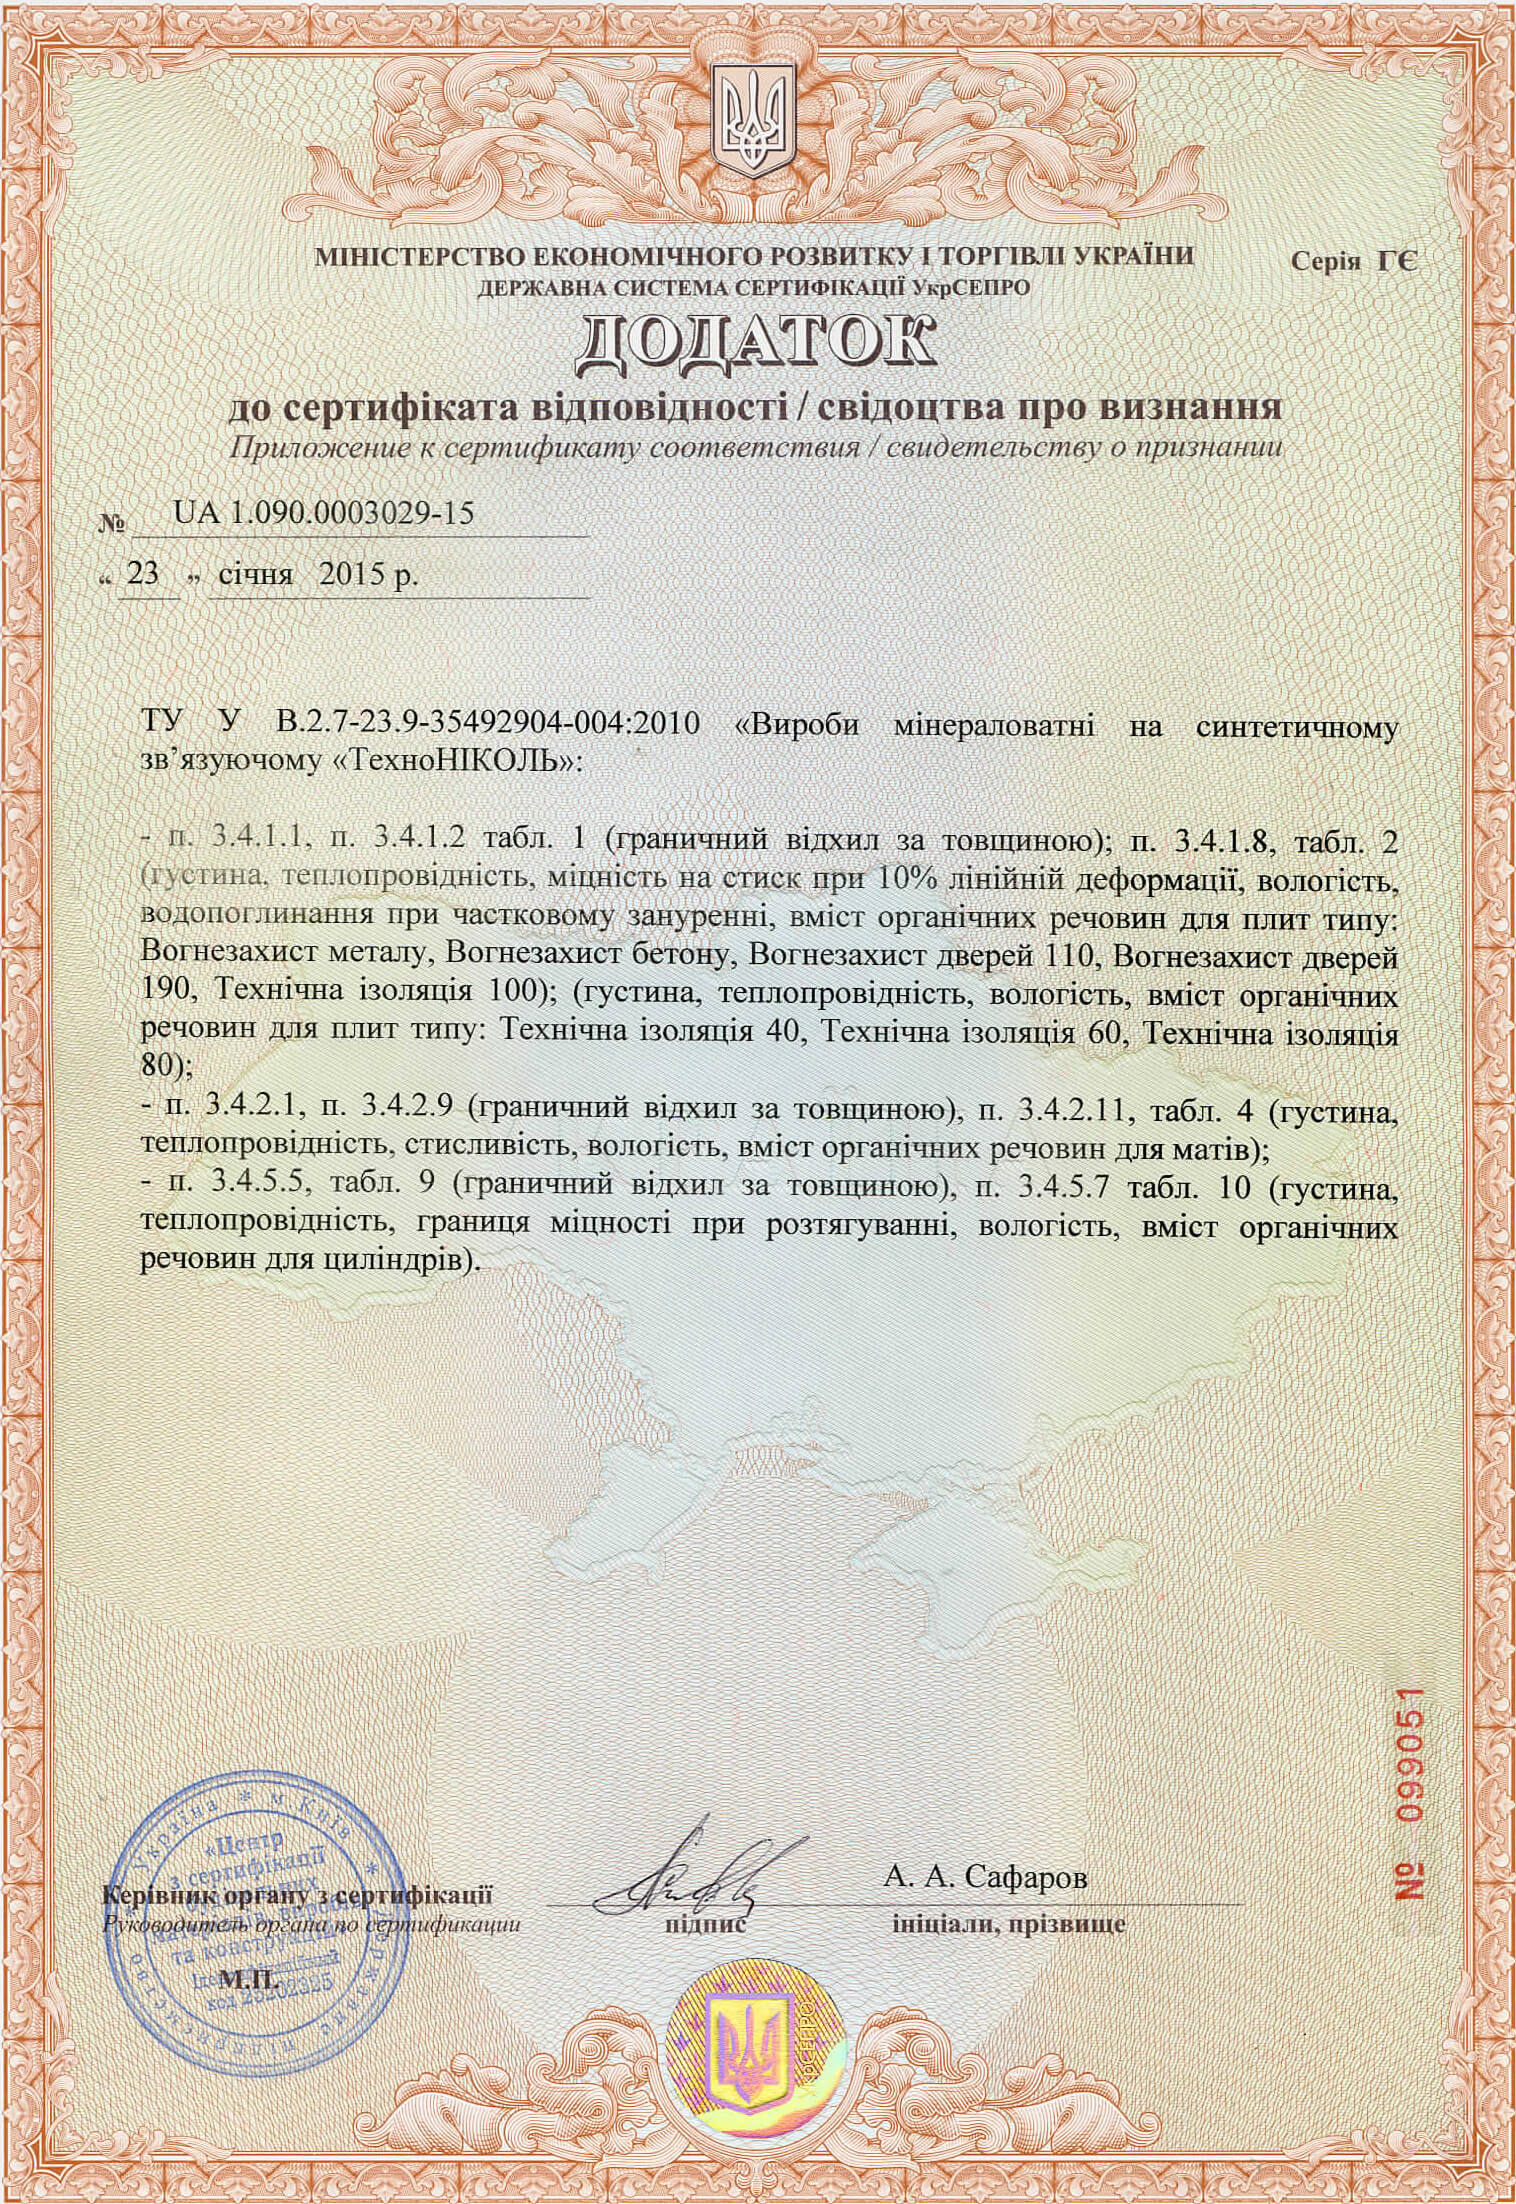 МІНІСТЕРСТВО ЕКОНОМІЧНОГО РОЗВИТКУ І ТОРГІВЛІ УКРАЇНИ
Серія ГЄ
ДЕРЖАВНА СИСТЕМА СЕРТИФІКАЦІЇ УкрСЕПРО
ДОДАТОК
до сертифіката відповідності / свідоцтва про визнання
Приложение к сертификату соответствия / свидетельству о признании
№ UA 1.090.0003029-15
“ 23 ” січня 2015 р.
ТУ У В.2.7-23.9-35492904-004:2010 «Вироби мінераловатні на синтетичному
зв’язуючому «ТехноНІКОЛЬ»:
- п. 3.4.1.1, п. 3.4.1.2 табл. 1 (граничний відхил за товщиною); п. 3.4.1.8, табл. 2
(густина, теплопровідність, міцність на стиск при 10% лінійній деформації, вологість,
водопоглинання при частковому зануренні, вміст органічних речовин для плит типу:
Вогнезахист металу, Вогнезахист бетону, Вогнезахист дверей 110, Вогнезахист дверей
190, Технічна ізоляція 100); (густина, теплопровідність, вологість, вміст органічних
речовин для плит типу: Технічна ізоляція 40, Технічна ізоляція 60, Технічна ізоляція
80);
- п. 3.4.2.1, п. 3.4.2.9 (граничний відхил за товщиною), п. 3.4.2.11, табл. 4 (густина,
теплопровідність, стисливість, вологість, вміст органічних речовин для матів);
- п. 3.4.5.5, табл. 9 (граничний відхил за товщиною), п. 3.4.5.7 табл. 10 (густина,
теплопровідність, границя міцності при розтягуванні, вологість, вміст органічних
речовин для циліндрів).
№ 099051
Україна * м Київ *
Державне підприємство
«Центр
з сертифікації
будівельних
матеріалів, виробів
та конструкцій»
код 25202325
А. А. Сафаров
Керівник органу з сертифікації
Руководитель органа по сертификации
підпис
ініціали, прізвище
М.П.
УкрСЕПРО